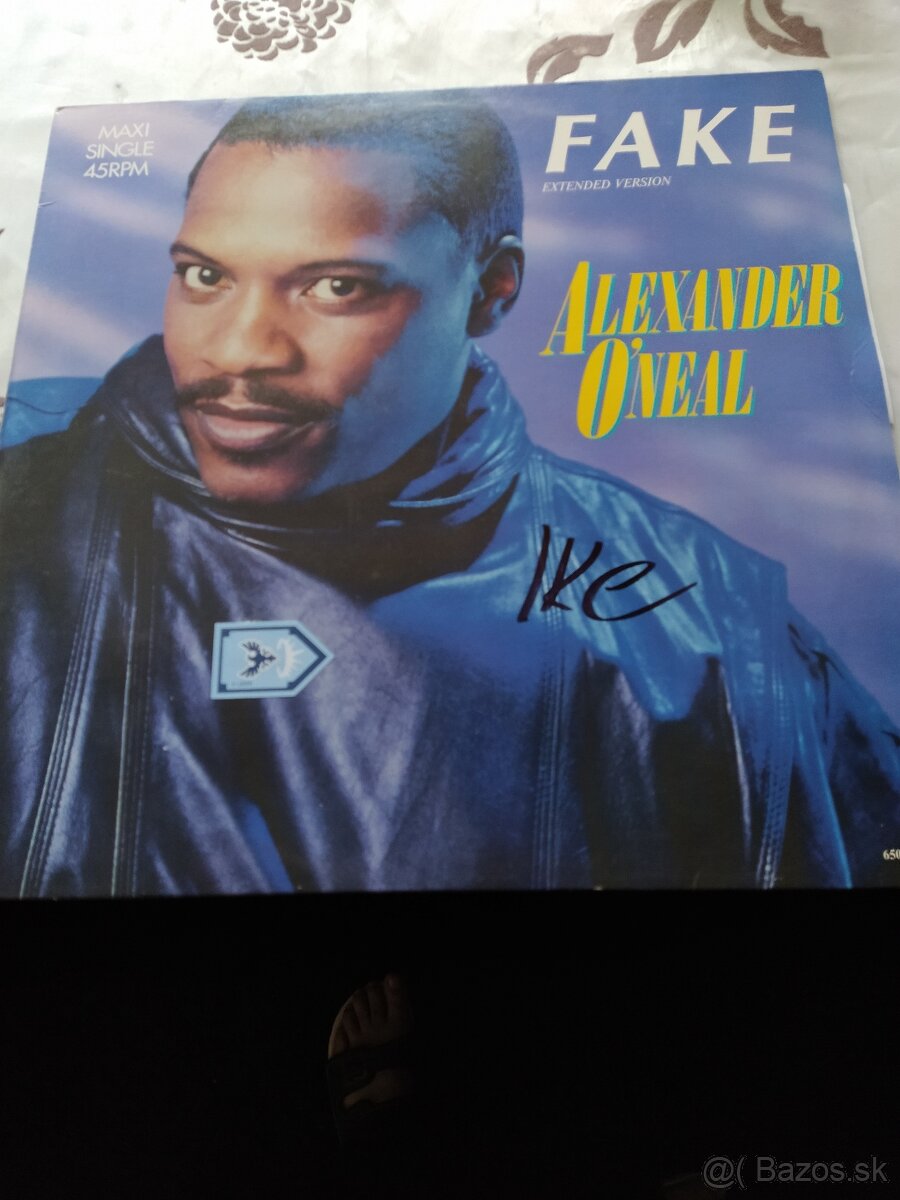 MAXI
SINGLE
45RPM
FAKE
EXTENDED VERSION
ALEXANDER
O'NEAL
Ike
650
@( Bazos.sk